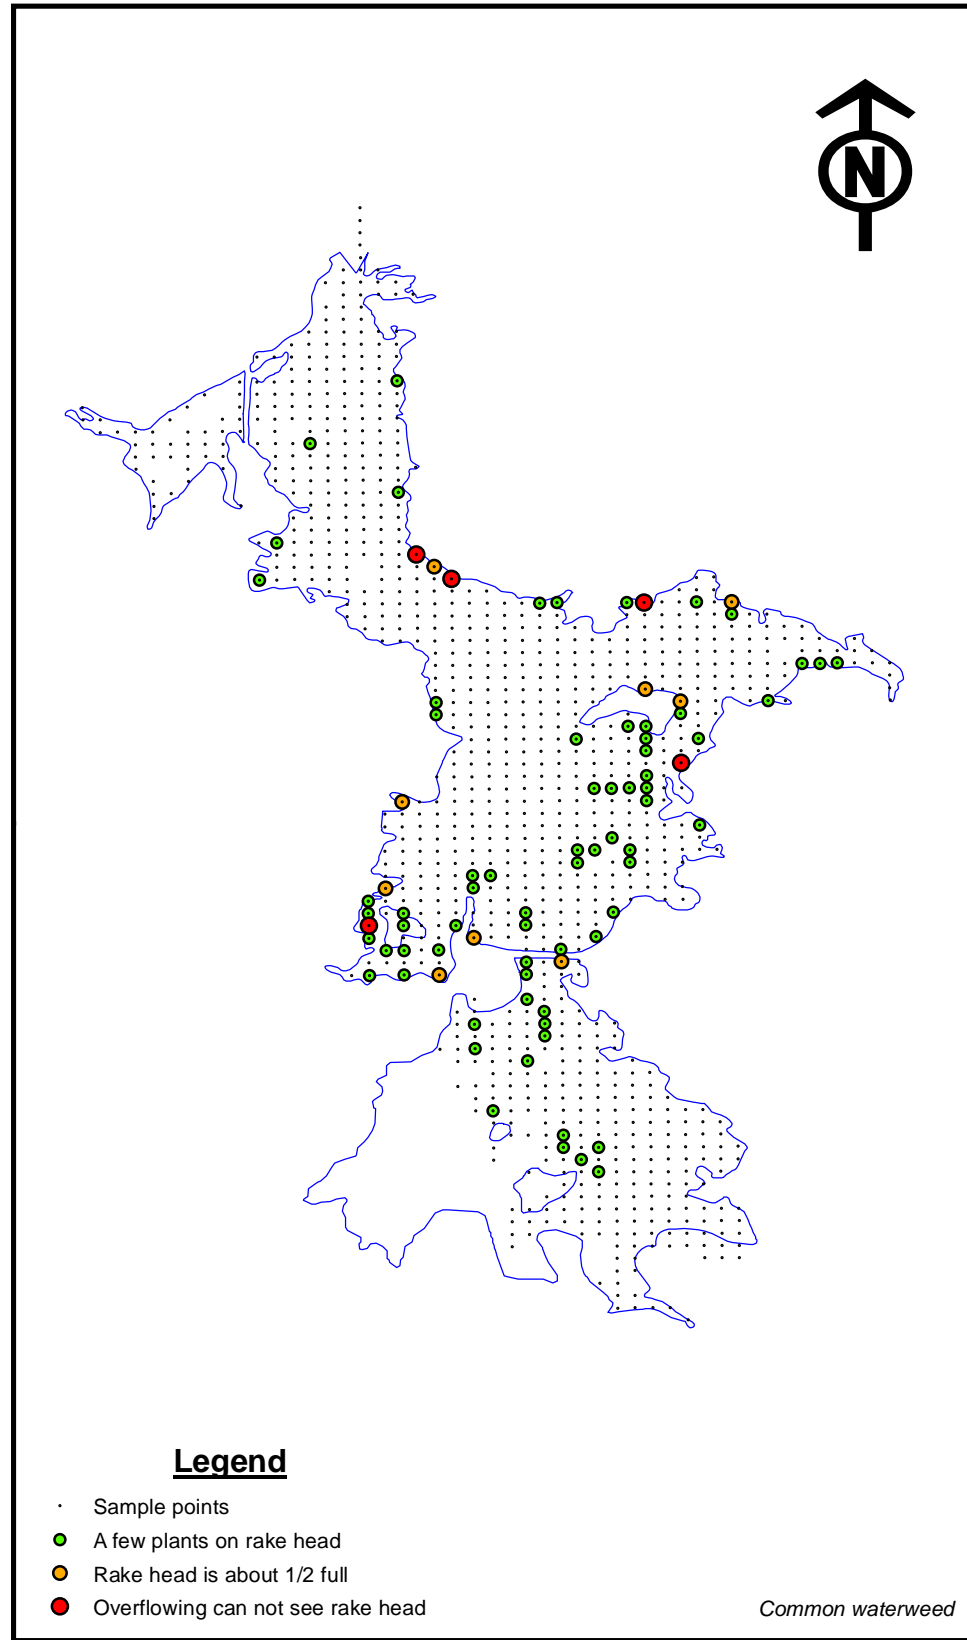 N
Legend
Sample points
A few plants on rake head
Rake head is about 1/2 full
Overflowing can not see rake head
Common waterweed